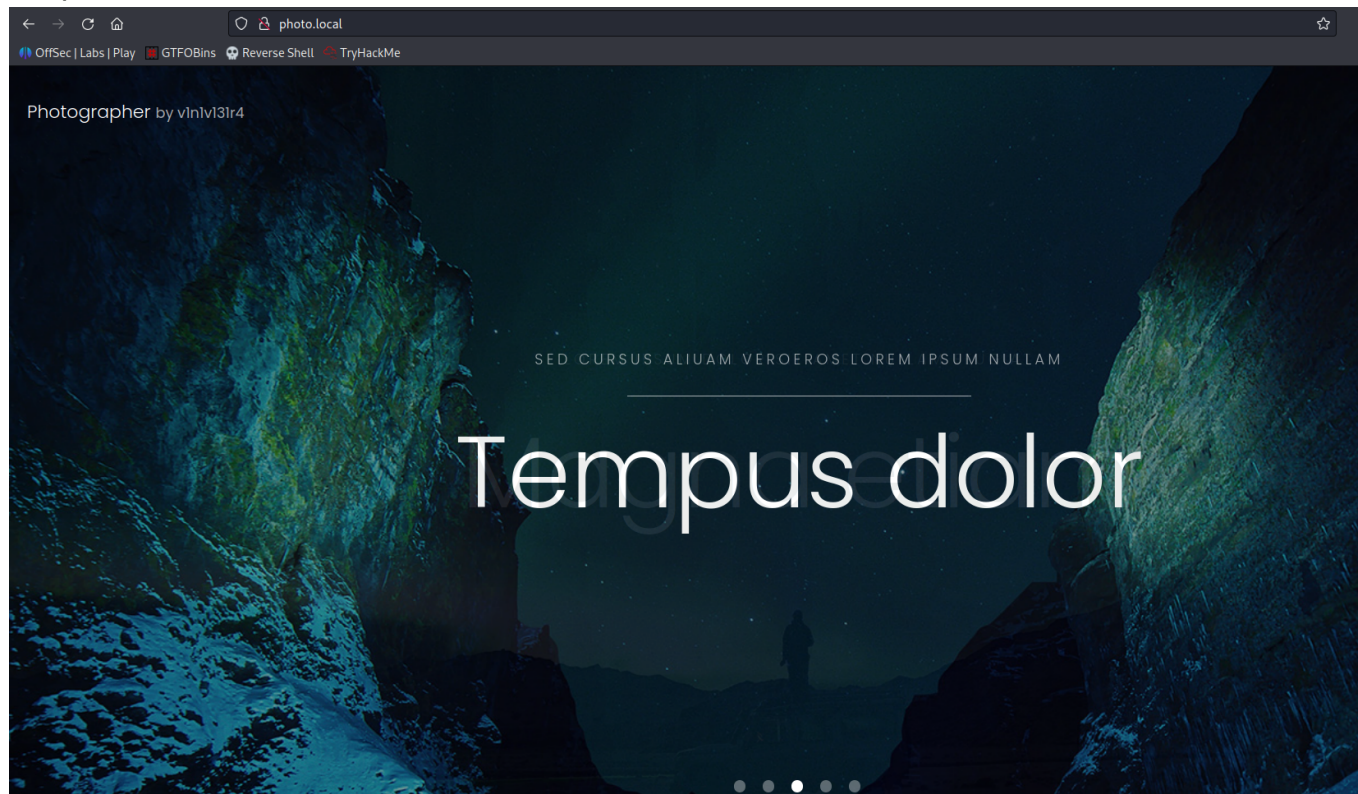 photo.local
OffSec | Labs | Play GTFOBins Reverse Shell TryHackMe
Photographer by v1n1v131r4
SED CURSUS ALIUAM VEROEROS LOREM IPSUM NULLAM
Tempus dolor